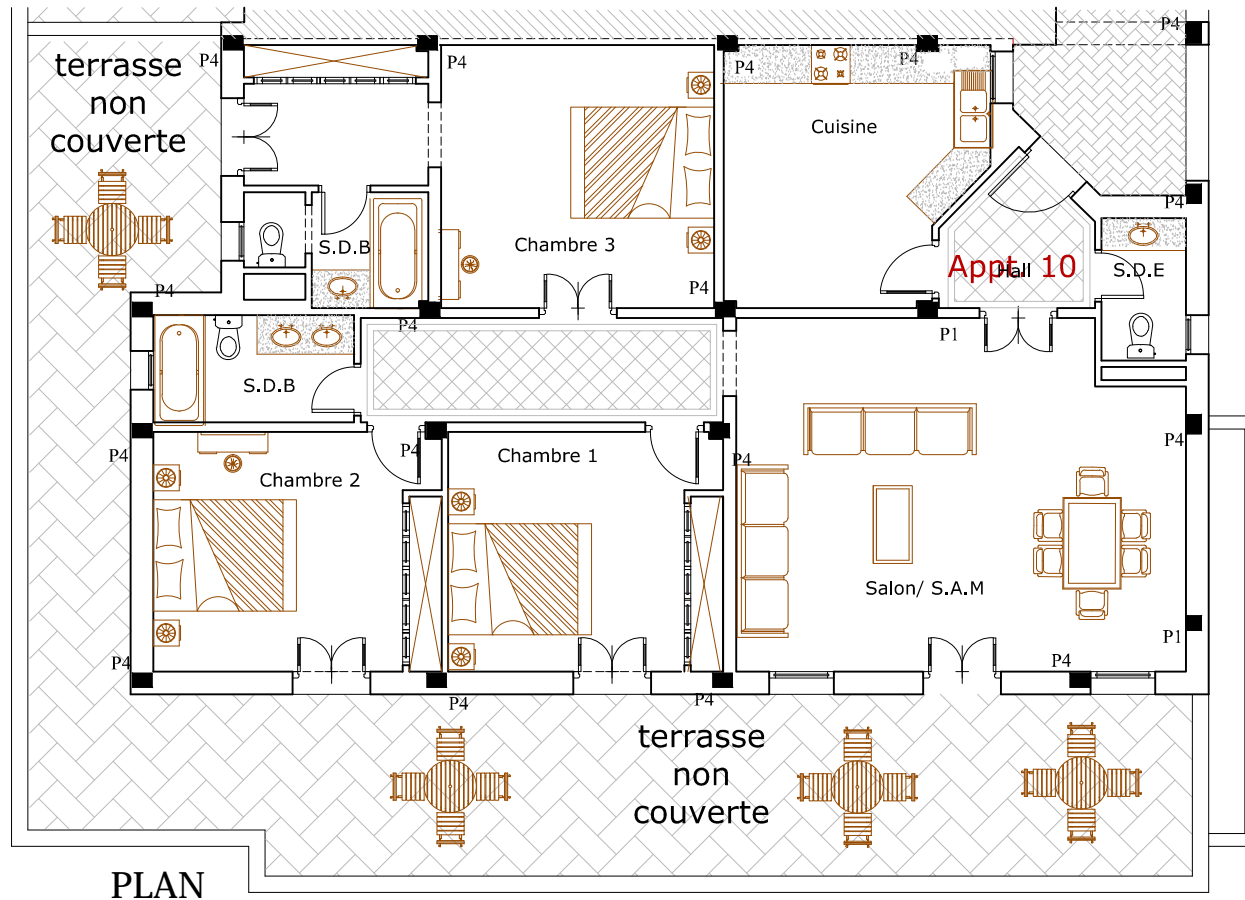 P4
P4
P4
P4
P4
terrasse
non
couverte
Cuisine
P4
S.D.B
Chambre 3
Appt. 10
Hall
S.D.E
P4
P4
P4
P1
S.D.B
P4
P4
P4
P4
Chambre 2
Chambre 1
Salon/ S.A.M
P4
P4
P1
P4
P4
terrasse
non
couverte
PLAN